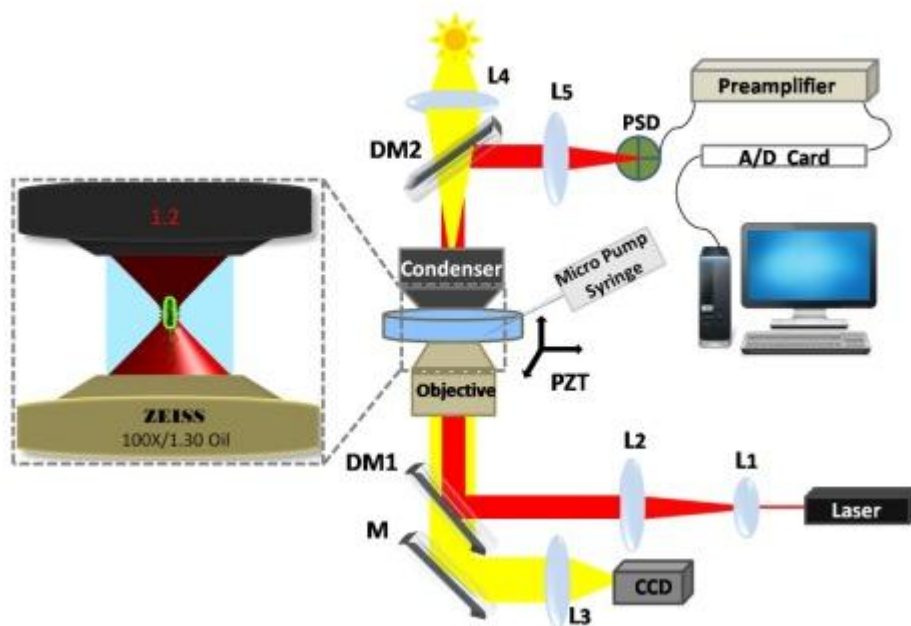 L4
L5
PSD
Preamplifier
DM2
A/D Card
1.2
Condenser
Micro Pump
Syringe
PZT
Objective
ZEISS
100X/1.30 Oil
DM1
L2
L1
Laser
M
L3
CCD